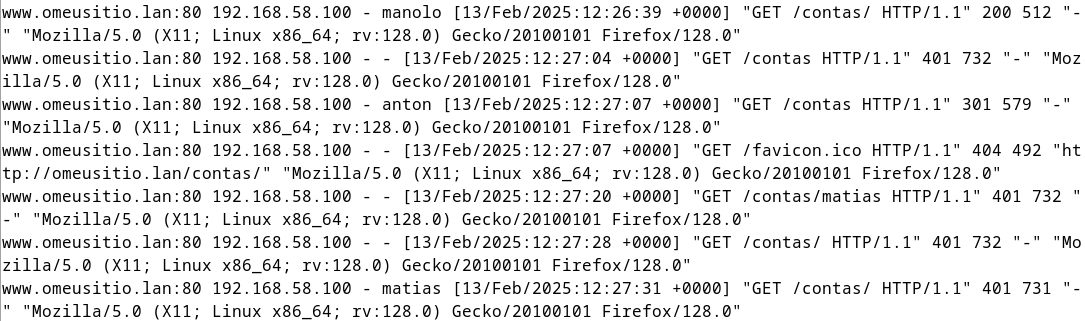 www.omeusitio.lan:80 192.168.58.100 - manolo [13/Feb/2025:12:26:39 +0000] "GET /contas/ HTTP/1.1" 200 512 "-
" "Mozilla/5.0 (X11; Linux x86_64; rv:128.0) Gecko/20100101 Firefox/128.0"
www.omeusitio.lan:80 192.168.58.100 - - [13/Feb/2025:12:27:04 +0000] "GET /contas HTTP/1.1" 401 732 "-" "Moz
illa/5.0 (X11; Linux x86_64; rv:128.0) Gecko/20100101 Firefox/128.0"
www.omeusitio.lan:80 192.168.58.100 - anton [13/Feb/2025:12:27:07 +0000] "GET /contas HTTP/1.1" 301 579 "-"
"Mozilla/5.0 (X11; Linux x86_64; rv:128.0) Gecko/20100101 Firefox/128.0"
www.omeusitio.lan:80 192.168.58.100 - - [13/Feb/2025:12:27:07 +0000] "GET /favicon.ico HTTP/1.1" 404 492 "ht
tp://omeusitio.lan/contas/" "Mozilla/5.0 (X11; Linux x86_64; rv:128.0) Gecko/20100101 Firefox/128.0"
www.omeusitio.lan:80 192.168.58.100 - - [13/Feb/2025:12:27:20 +0000] "GET /contas/matias HTTP/1.1" 401 732 "
-" "Mozilla/5.0 (X11; Linux x86_64; rv:128.0) Gecko/20100101 Firefox/128.0"
www.omeusitio.lan:80 192.168.58.100 - - [13/Feb/2025:12:27:28 +0000] "GET /contas/ HTTP/1.1" 401 732 "-" "Mo
zilla/5.0 (X11; Linux x86_64; rv:128.0) Gecko/20100101 Firefox/128.0"
www.omeusitio.lan:80 192.168.58.100 - matias [13/Feb/2025:12:27:31 +0000] "GET /contas/ HTTP/1.1" 401 731 "-
" "Mozilla/5.0 (X11; Linux x86_64; rv:128.0) Gecko/20100101 Firefox/128.0"